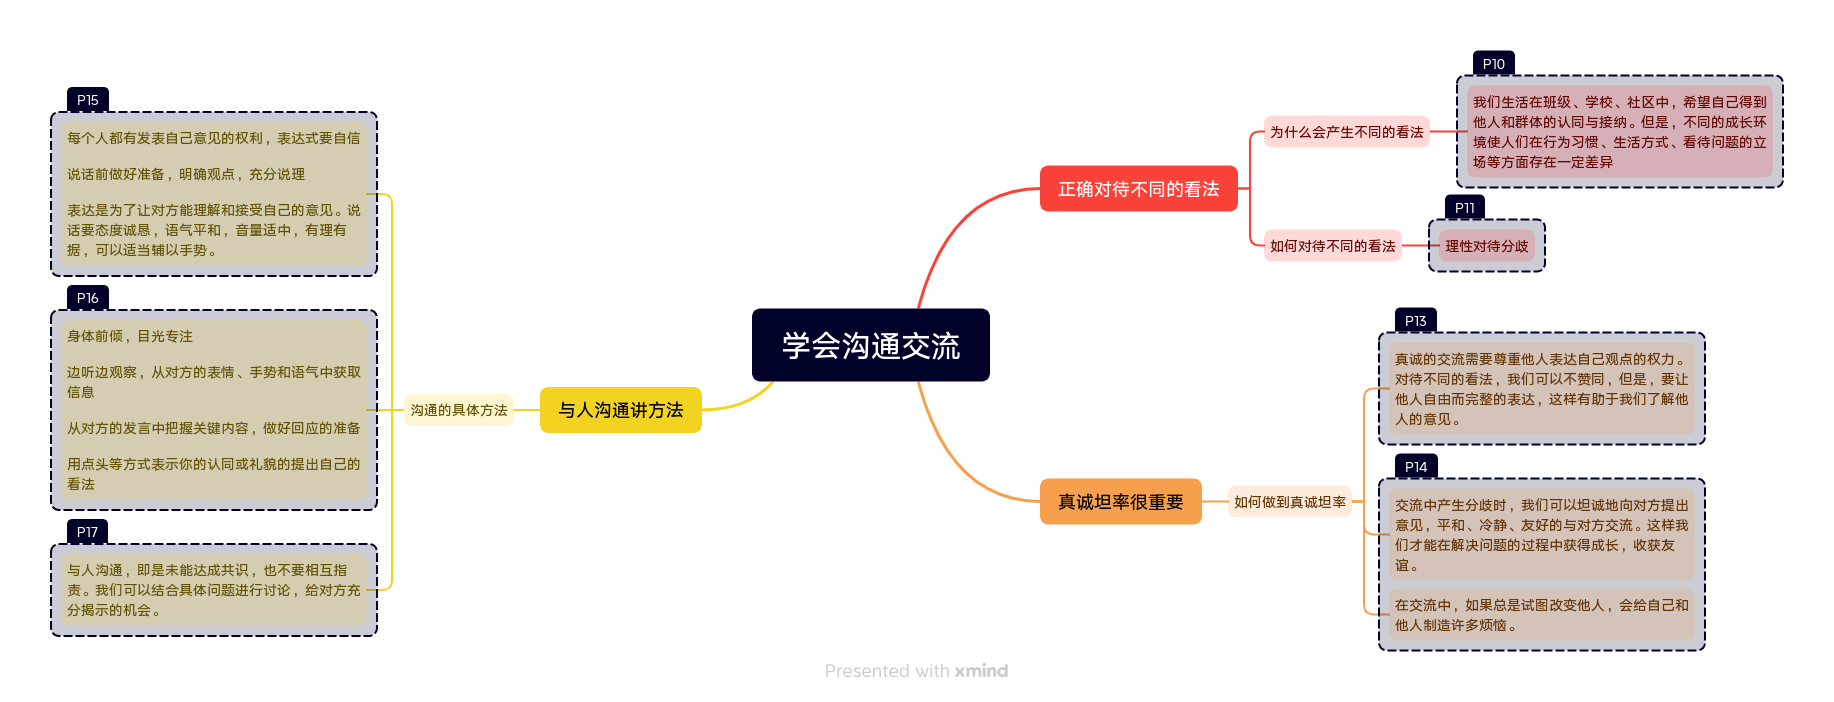 学会沟通交流
正确对待不同的看法
为什么会产生不同的看法
P10
我们生活在班级、学校、社区中，希望自己得到
他人和群体的认同与接纳。但是，不同的成长环
境使人们在行为习惯、生活方式、看待问题的立
场等方面存在一定差异
如何对待不同的看法
P11
理性对待分歧
真诚坦率很重要
如何做到真诚坦率
P13
真诚的交流需要尊重他人表达自己观点的权力。
对待不同的看法，我们可以不赞同，但是，要让
他人自由而完整的表达，这样有助于我们了解他
人的意见。
P14
交流中产生分歧时，我们可以坦诚地向对方提出
意见，平和、冷静、友好的与对方交流。这样我
们才能在解决问题的过程中获得成长，收获友
谊。
在交流中，如果总是试图改变他人，会给自己和
他人制造许多烦恼。
与人沟通讲方法
沟通的具体方法
P15
每个人都有发表自己意见的权利，表达式要自信
说话前做好准备，明确观点，充分说理
表达是为了让对方能理解和接受自己的意见。说
话要态度诚恳，语气平和，音量适中，有理有
据，可以适当辅以手势。
P16
身体前倾，目光专注
边听边观察，从对方的表情、手势和语气中获取
信息
从对方的发言中把握关键内容，做好回应的准备
用点头等方式表示你的认同或礼貌的提出自己的
看法
P17
与人沟通，即是未能达成共识，也不要相互指
责。我们可以结合具体问题进行讨论，给对方充
分揭示的机会。
Presented with xmind